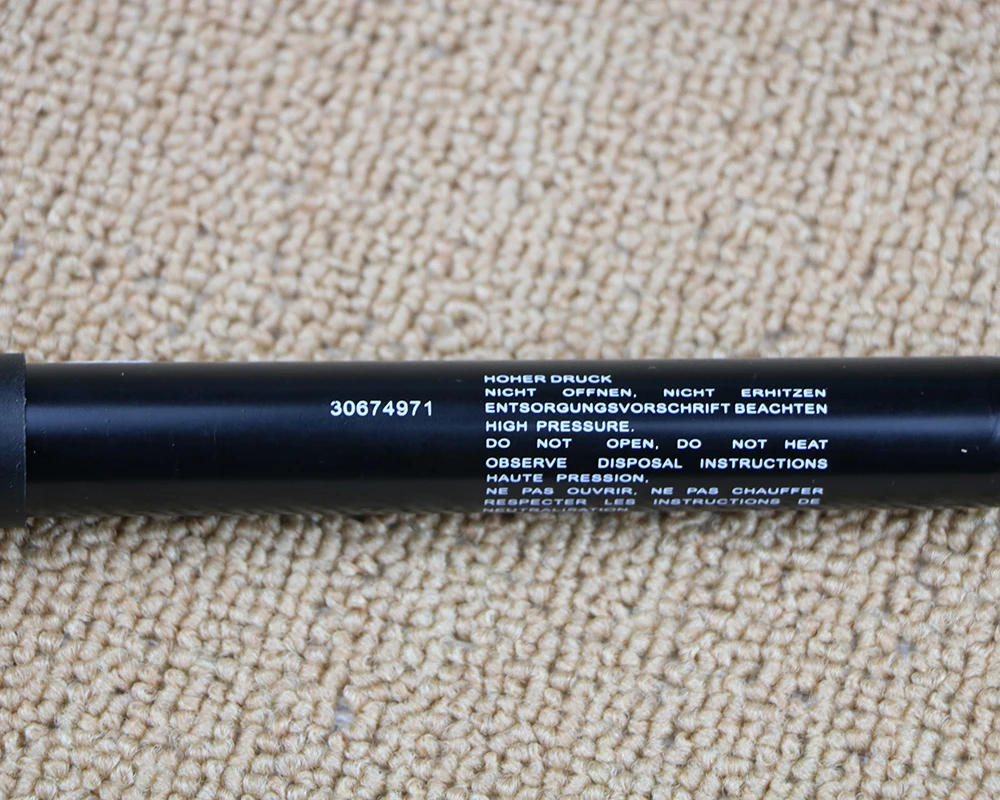 30674971
HOHER DRUCK
NICHT OFFNEN, NICHT ERHITZEN
ENTSORGUNGSVORSCHRIFT BEACHTEN
HIGH PRESSURE.
DO NOT OPEN, DO NOT HEAT
OBSERVE DISPOSAL INSTRUCTIONS
HAUTE PRESSION,
NE PAS OUVRIR, NE PAS CHAUFFER
RESPECTER LES INSTRUCTIONS DE
NEUTRALISATION